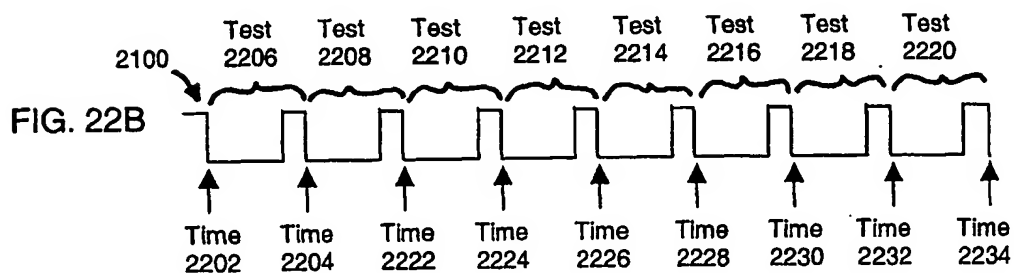 Test Test Test Test Test Test Test Test
2100 2206 2208 2210 2212 2214 2216 2218 2220
FIG. 22B
Time Time Time Time Time Time Time Time Time
2202 2204 2222 2224 2226 2228 2230 2232 2234